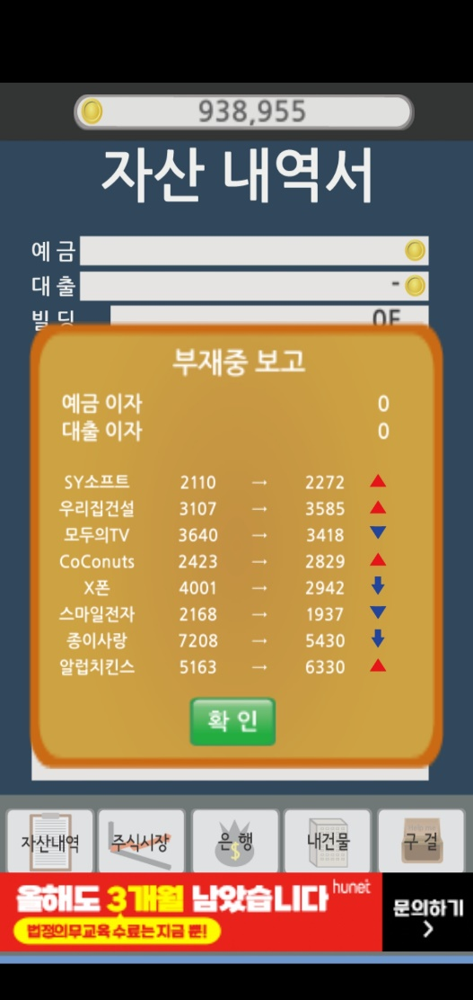 938,955
자산 내역서
예 금
대 출 -
빌 딩 0F
부재중 보고
예금 이자 0
대출 이자 0
SY소프트 2110 → 2272 ▲
우리집건설 3107 → 3585 ▲
모두의TV 3640 → 3418 ▼
CoConuts 2423 → 2829 ▲
X폰 4001 → 2942 ⬇
스마일전자 2168 → 1937 ▼
종이사랑 7208 → 5430 ⬇
알럽치킨스 5163 → 6330 ▲
확 인
자산내역 주식시장 은 행 내건물 구 걸
올해도 3개월 남았습니다 hunet
법정의무교육 수료는 지금 뿐!
문의하기
>